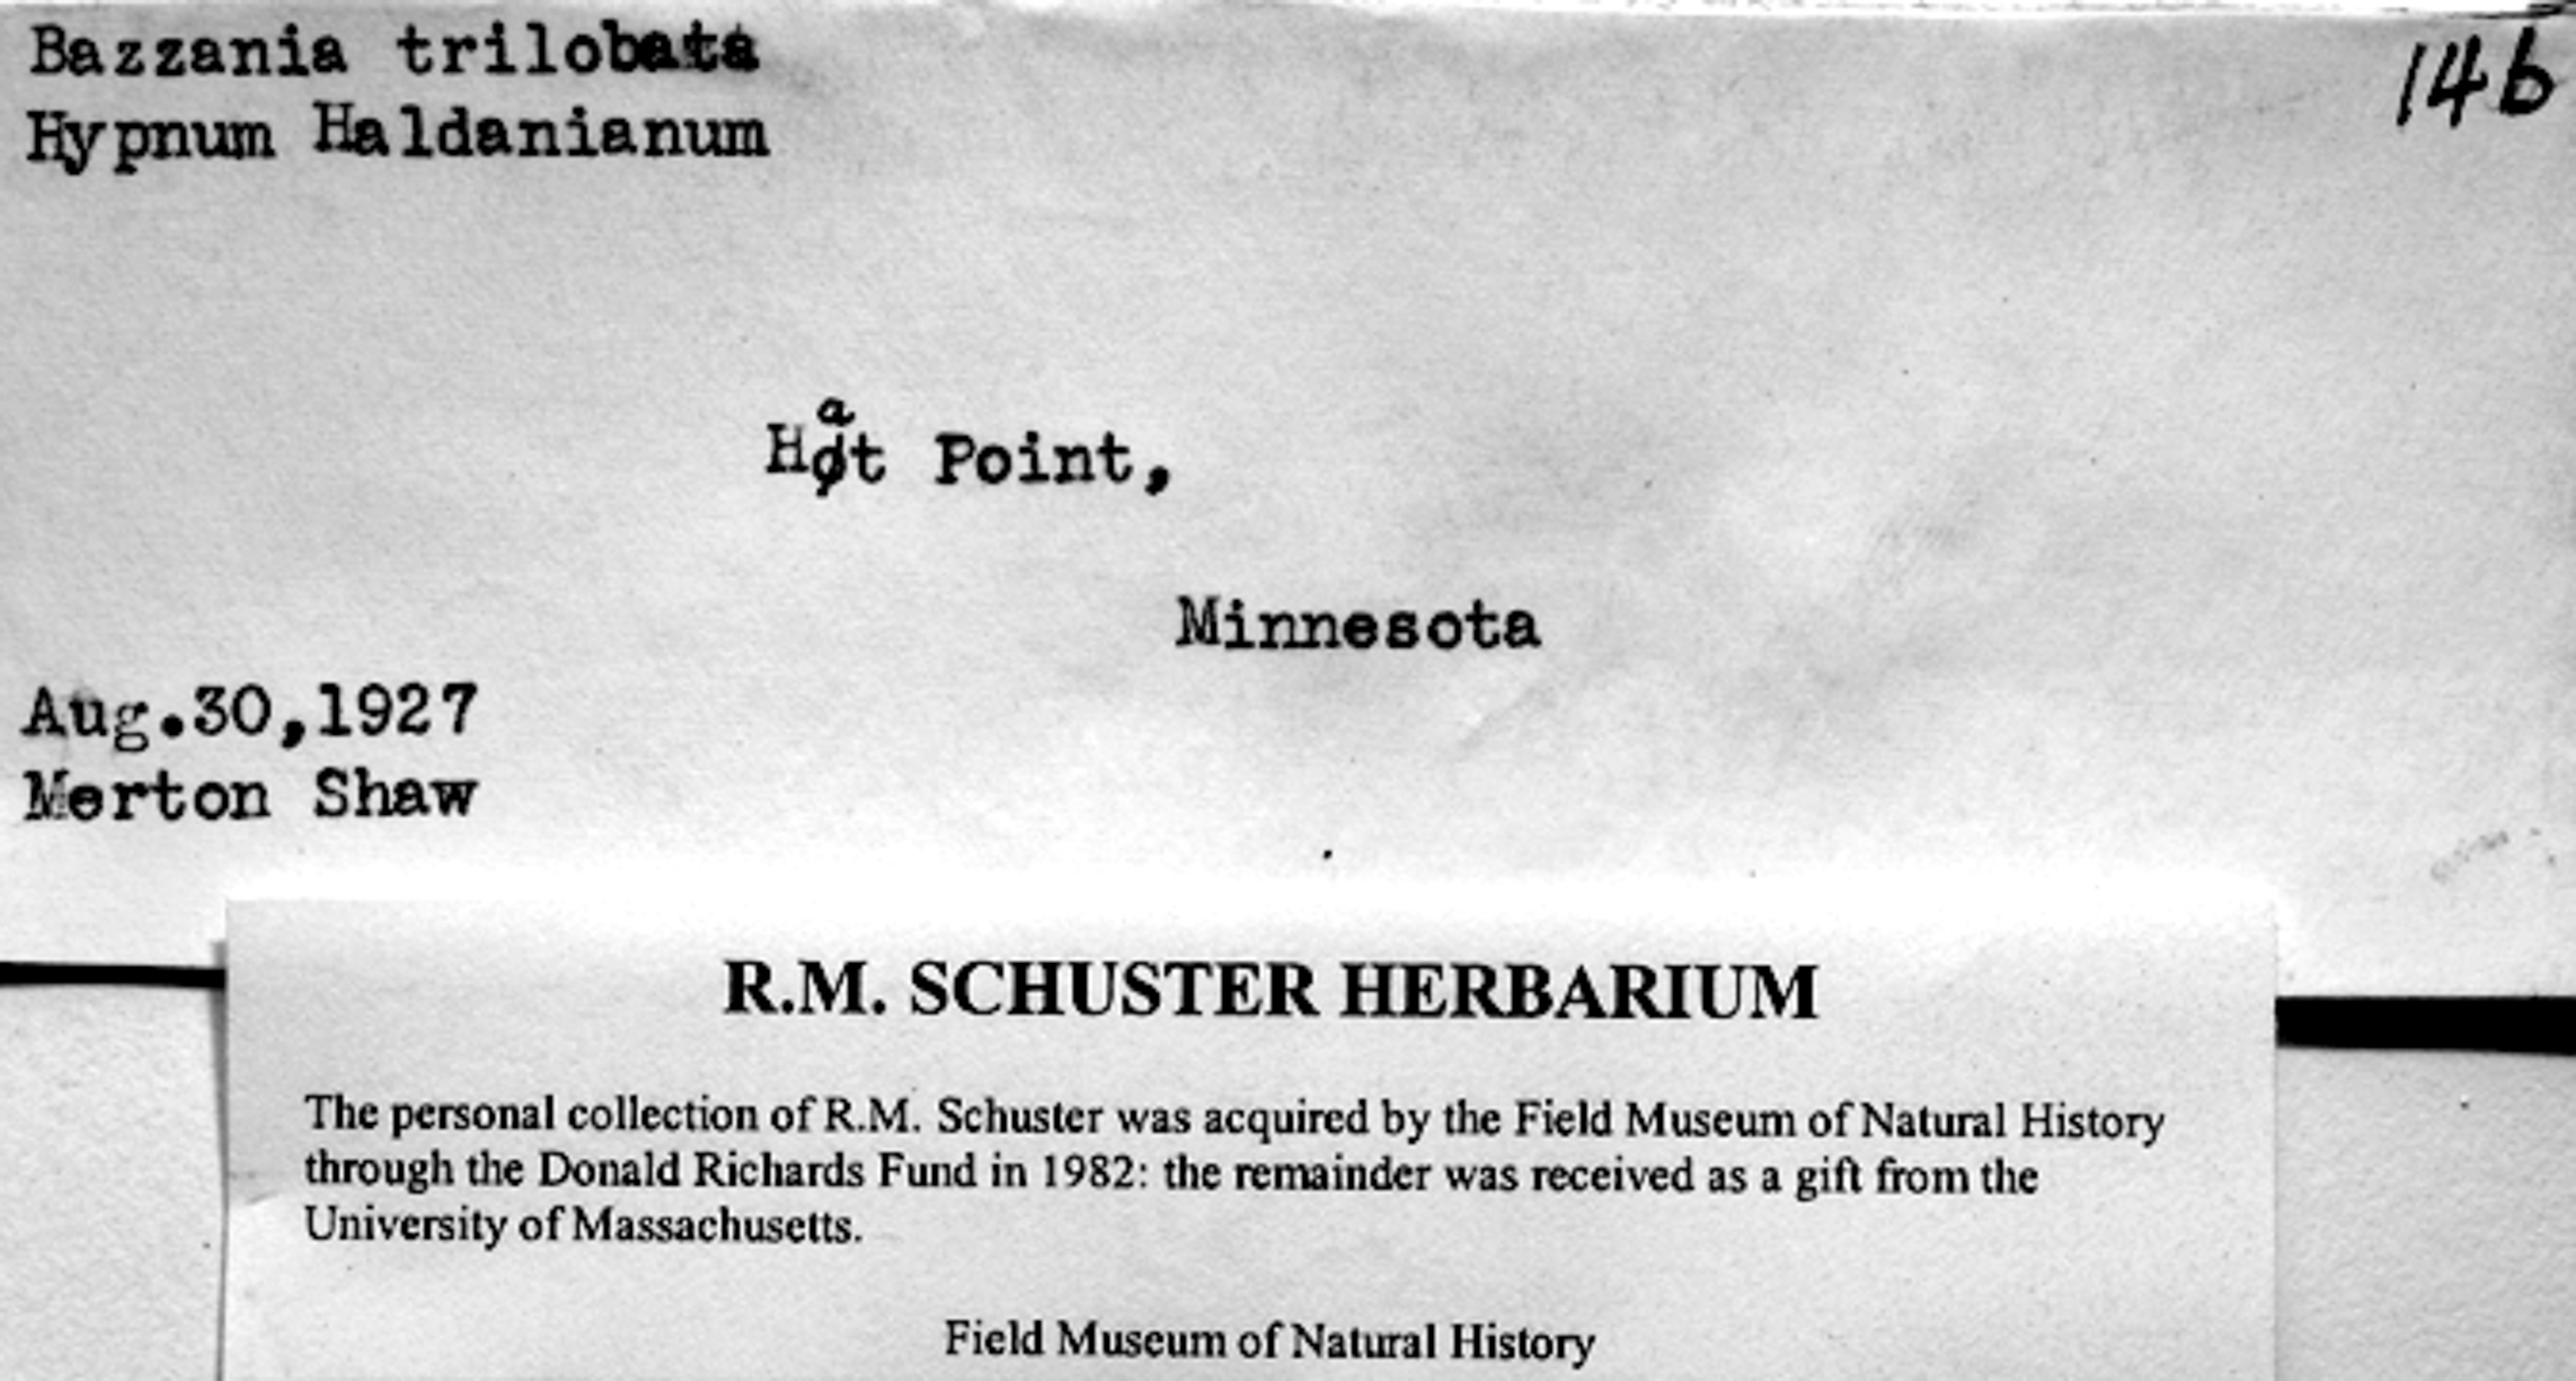 Bazzania trilobata
146
Hypnum Haldanianum
Hat Point,
Minnesota
Aug.30,1927
Merton Shaw
R.M. SCHUSTER HERBARIUM
The personal collection of R.M. Schuster was acquired by the Field Museum of Natural History
through the Donald Richards Fund in 1982: the remainder was received as a gift from the
University of Massachusetts.
Field Museum of Natural History